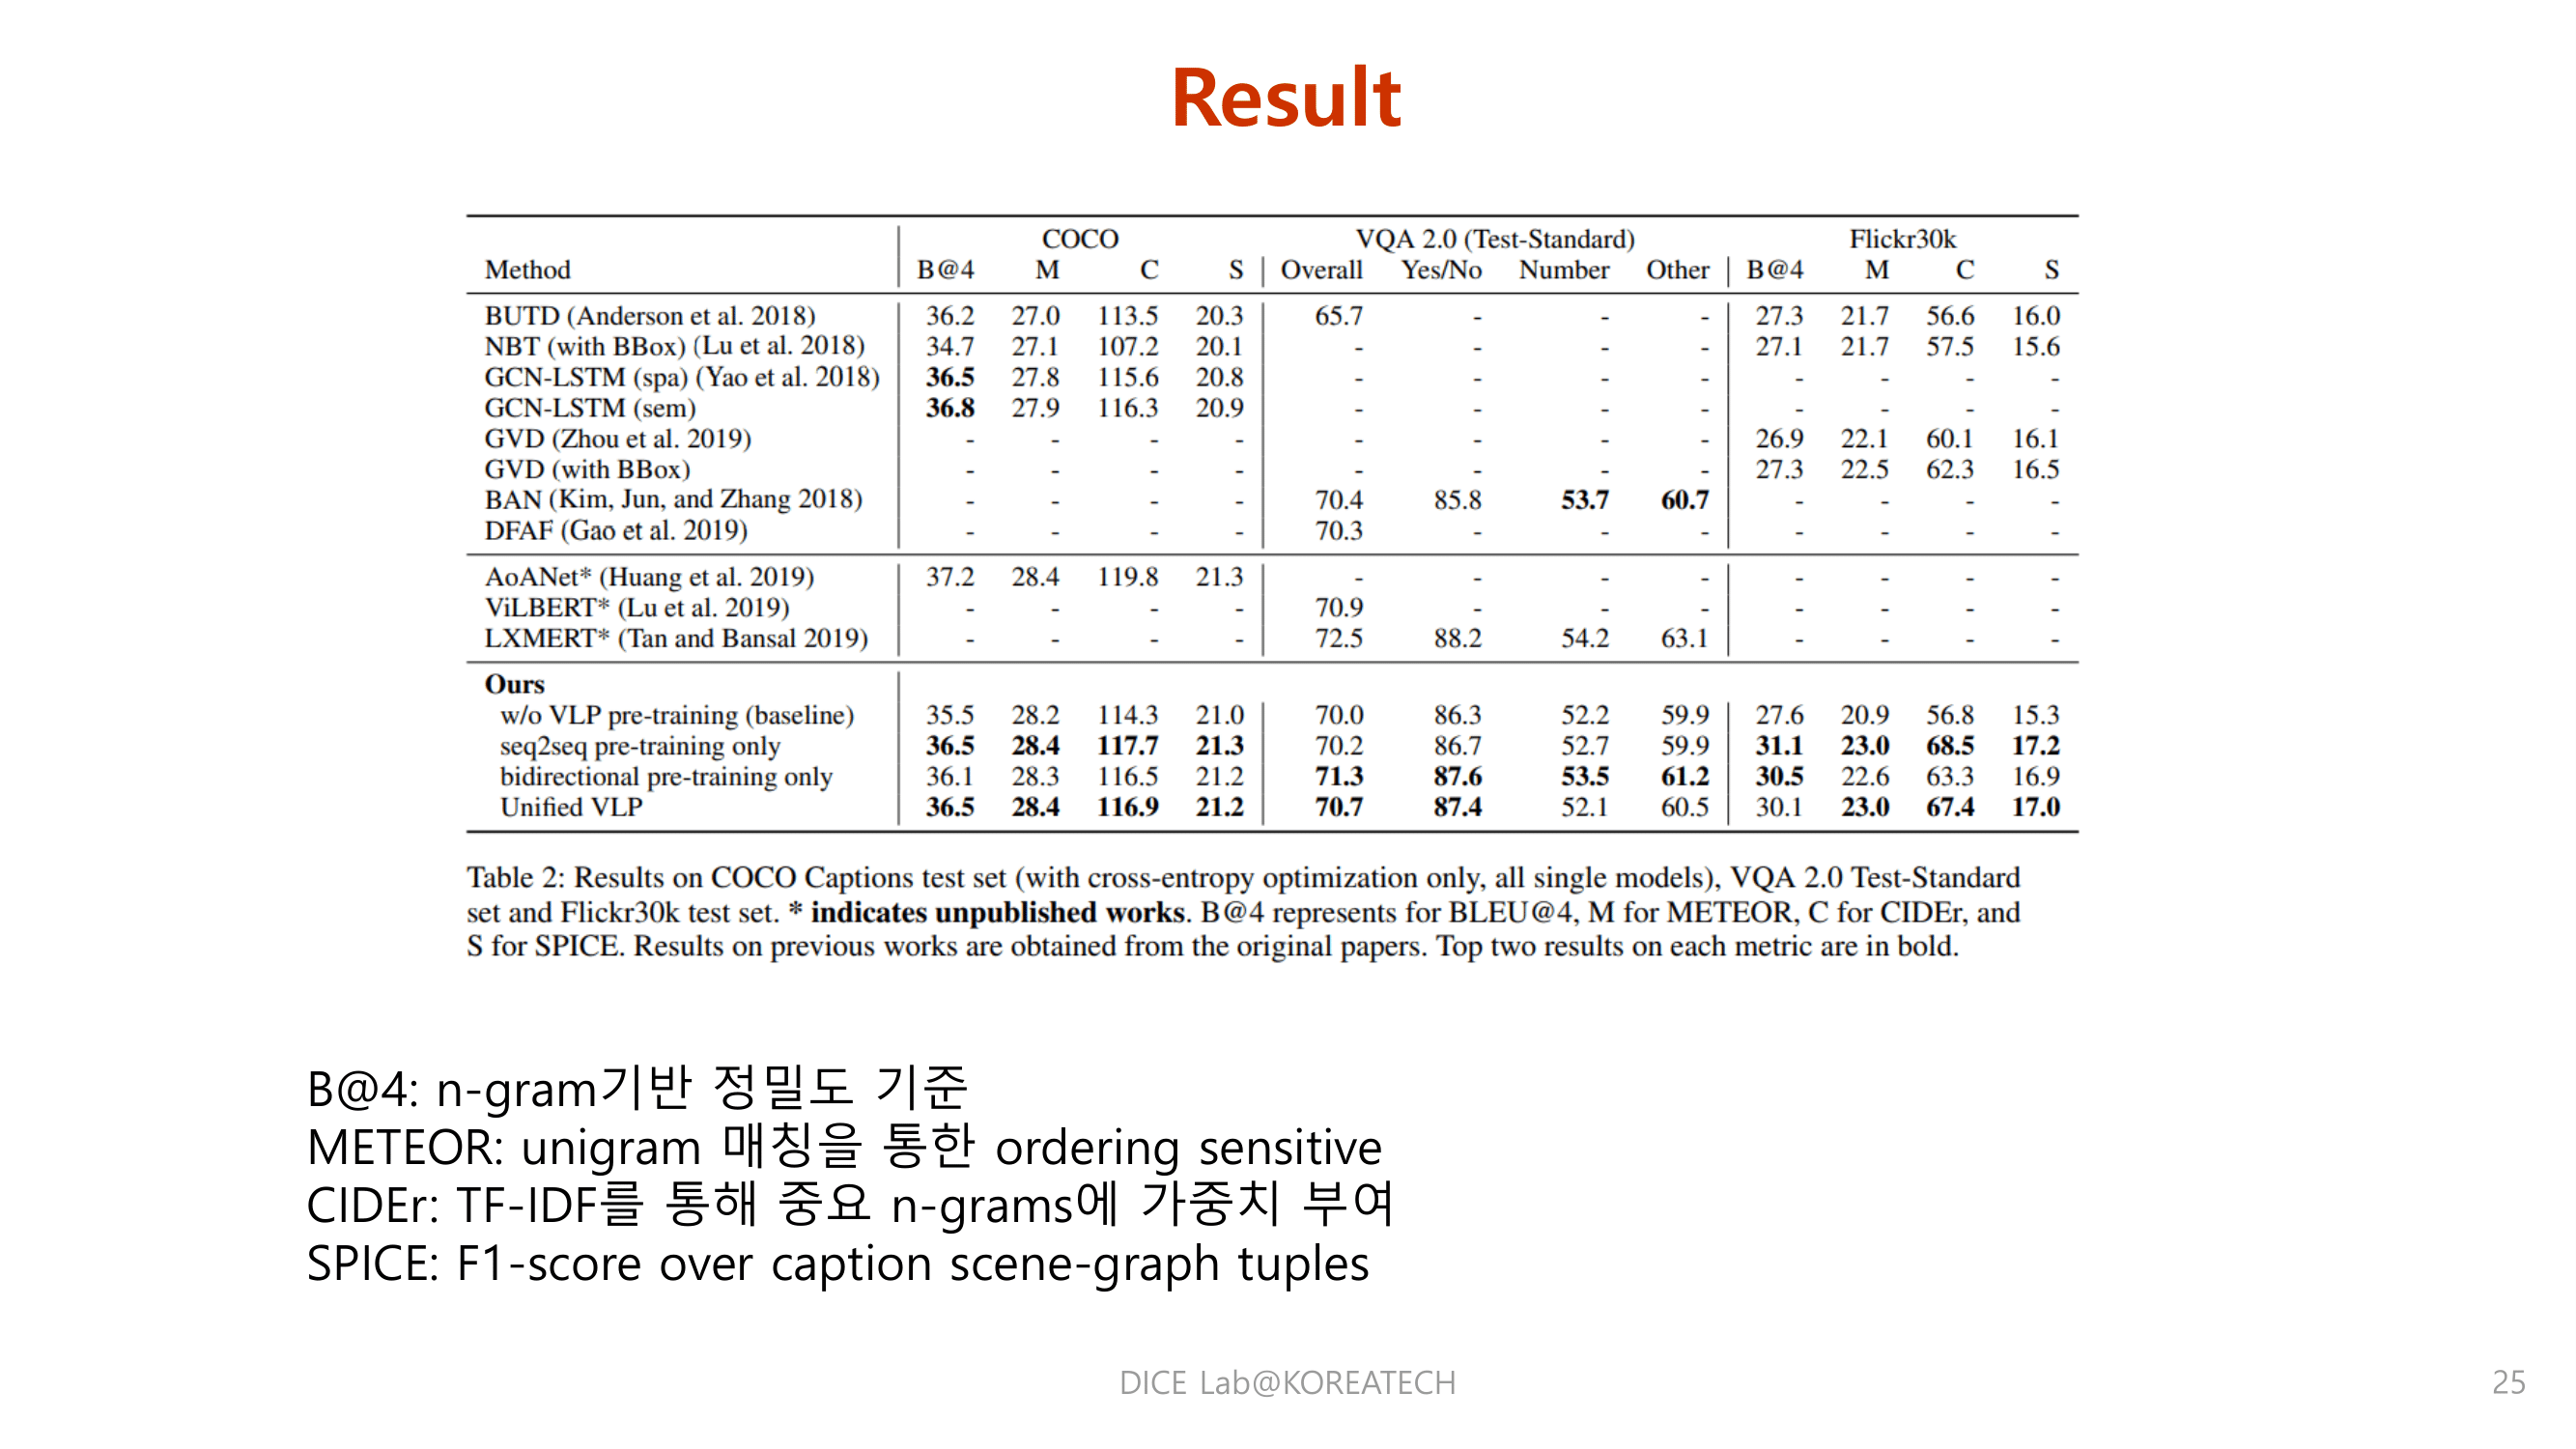 Result
COCO VQA 2.0 (Test-Standard) Flickr30k
Method B@4 M C S Overall Yes/No Number Other B@4 M C S
BUTD (Anderson et al. 2018) 36.2 27.0 113.5 20.3 65.7 - - - 27.3 21.7 56.6 16.0
NBT (with BBox) (Lu et al. 2018) 34.7 27.1 107.2 20.1 - - - - 27.1 21.7 57.5 15.6
GCN-LSTM (spa) (Yao et al. 2018) 36.5 27.8 115.6 20.8 - - - - - - - -
GCN-LSTM (sem) 36.8 27.9 116.3 20.9 - - - - - - - -
GVD (Zhou et al. 2019) - - - - - - - - 26.9 22.1 60.1 16.1
GVD (with BBox) - - - - - - - - 27.3 22.5 62.3 16.5
BAN (Kim, Jun, and Zhang 2018) - - - - 70.4 85.8 53.7 60.7 - - - -
DFAF (Gao et al. 2019) - - - - 70.3 - - - - - - -
AoANet* (Huang et al. 2019) 37.2 28.4 119.8 21.3 - - - - - - - -
ViLBERT* (Lu et al. 2019) - - - - 70.9 - - - - - - -
LXMERT* (Tan and Bansal 2019) - - - - 72.5 88.2 54.2 63.1 - - - -
Ours
w/o VLP pre-training (baseline) 35.5 28.2 114.3 21.0 70.0 86.3 52.2 59.9 27.6 20.9 56.8 15.3
seq2seq pre-training only 36.5 28.4 117.7 21.3 70.2 86.7 52.7 59.9 31.1 23.0 68.5 17.2
bidirectional pre-training only 36.1 28.3 116.5 21.2 71.3 87.6 53.5 61.2 30.5 22.6 63.3 16.9
Unified VLP 36.5 28.4 116.9 21.2 70.7 87.4 52.1 60.5 30.1 23.0 67.4 17.0
Table 2: Results on COCO Captions test set (with cross-entropy optimization only, all single models), VQA 2.0 Test-Standard
set and Flickr30k test set. * indicates unpublished works. B@4 represents for BLEU@4, M for METEOR, C for CIDEr, and
S for SPICE. Results on previous works are obtained from the original papers. Top two results on each metric are in bold.
B@4: n-gram기반 정밀도 기준
METEOR: unigram 매칭을 통한 ordering sensitive
CIDEr: TF-IDF를 통해 중요 n-grams에 가중치 부여
SPICE: F1-score over caption scene-graph tuples
DICE Lab@KOREATECH
25